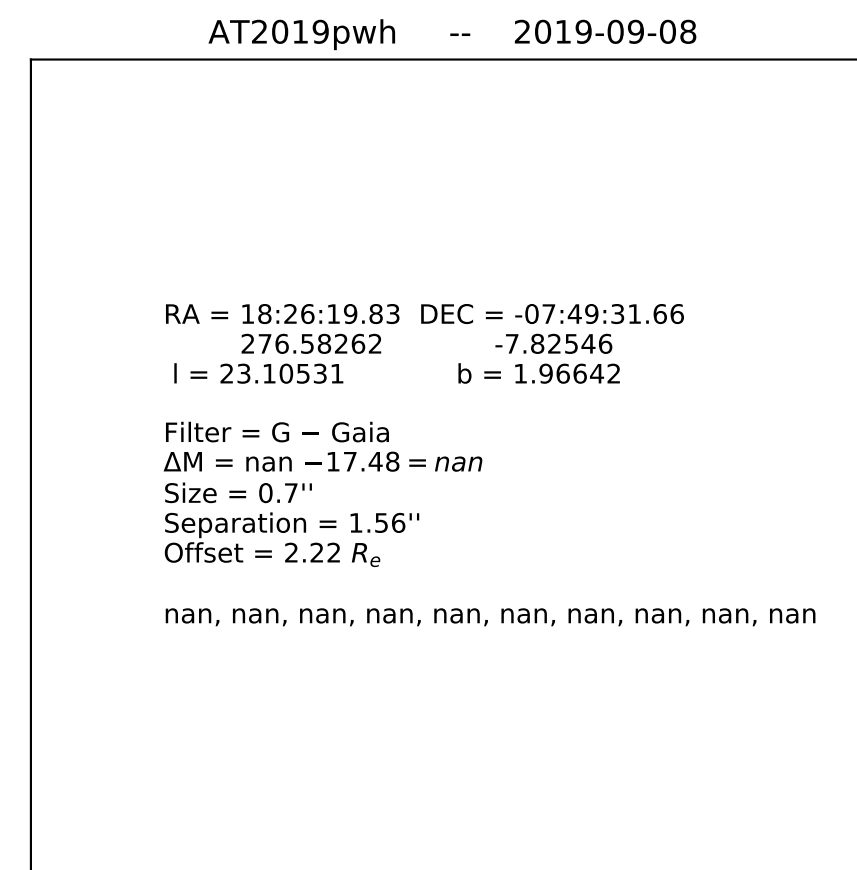 AT2019pwh -- 2019-09-08
RA = 18:26:19.83 DEC = -07:49:31.66
276.58262 -7.82546
l = 23.10531 b = 1.96642
Filter = G − Gaia
ΔM = nan −17.48 = nan
Size = 0.7''
Separation = 1.56''
Offset = 2.22 Rₑ
nan, nan, nan, nan, nan, nan, nan, nan, nan, nan